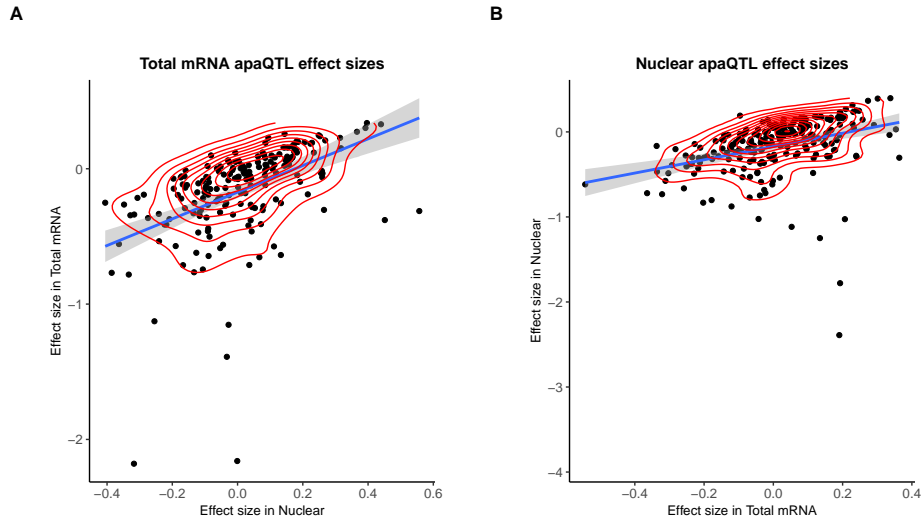 A
B
Total mRNA apaQTL effect sizes
Nuclear apaQTL effect sizes
Effect size in Total mRNA
0
−1
−2
−0.4
−0.2
0.0
0.2
0.4
0.6
Effect size in Nuclear
Effect size in Nuclear
0
−1
−2
−3
−4
−0.4
−0.2
0.0
0.2
0.4
Effect size in Total mRNA